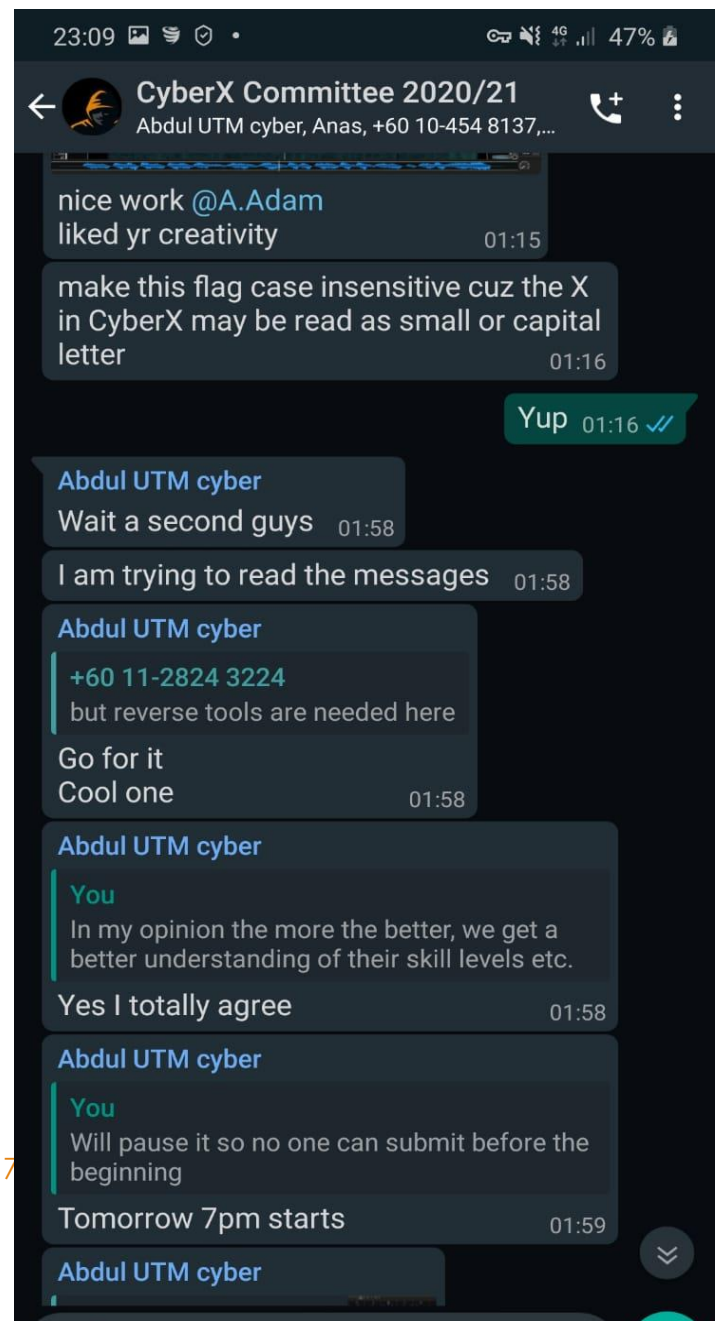 23:09
4G 47%
CyberX Committee 2020/21
Abdul UTM cyber, Anas, +60 10-454 8137,...
nice work @A.Adam
liked yr creativity
01:15
make this flag case insensitive cuz the X
in CyberX may be read as small or capital
letter
01:16
Yup 01:16
Abdul UTM cyber
Wait a second guys 01:58
I am trying to read the messages 01:58
Abdul UTM cyber
+60 11-2824 3224
but reverse tools are needed here
Go for it
Cool one 01:58
Abdul UTM cyber
You
In my opinion the more the better, we get a
better understanding of their skill levels etc.
Yes I totally agree 01:58
Abdul UTM cyber
You
Will pause it so no one can submit before the
beginning
7
Tomorrow 7pm starts 01:59
Abdul UTM cyber